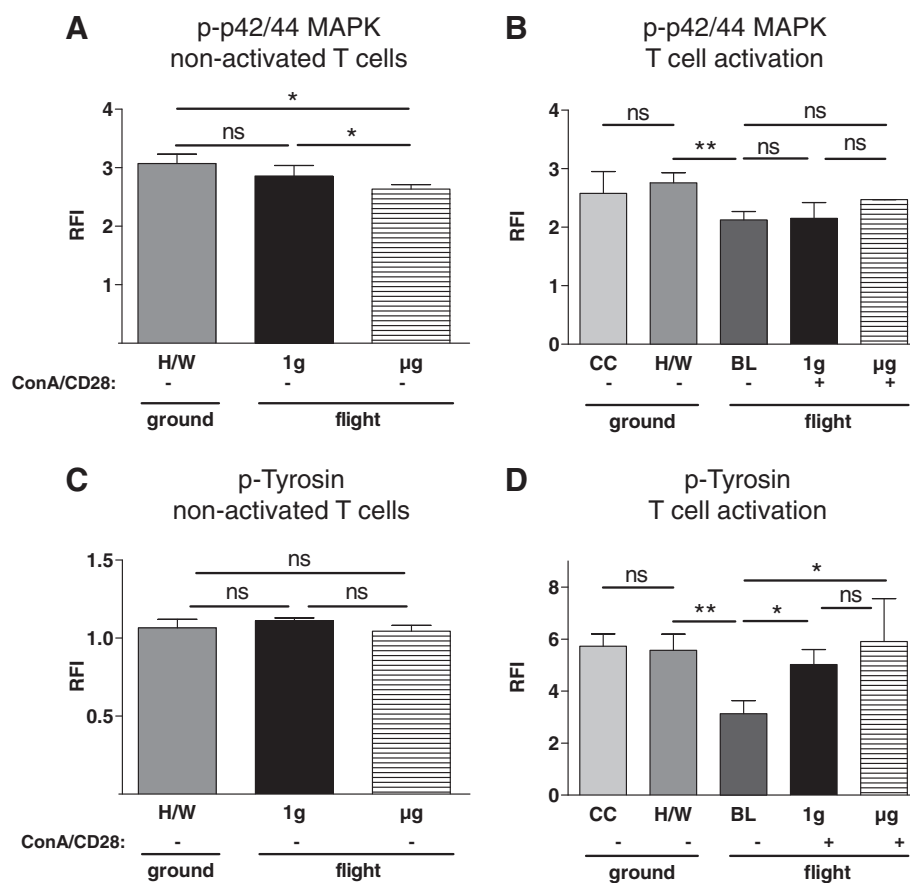 A
p-p42/44 MAPK
non-activated T cells
*
ns
*
4
3
2
1
RFI
H/W 1g µg
ConA/CD28: - - -
ground flight
B
p-p42/44 MAPK
T cell activation
ns
ns
** ns ns
4
3
2
1
0
RFI
CC H/W BL 1g µg
- - - + +
ground flight
C
p-Tyrosin
non-activated T cells
ns
ns ns
1.5
1.0
0.5
RFI
H/W 1g µg
ConA/CD28: - - -
ground flight
D
p-Tyrosin
T cell activation
ns
*
** * ns
8
6
4
2
0
RFI
CC H/W BL 1g µg
- - - + +
ground flight